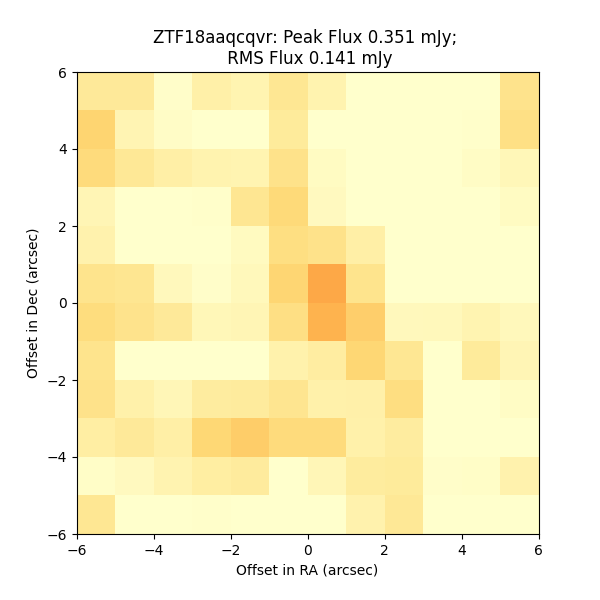 ZTF18aaqcqvr: Peak Flux 0.351 mJy;
RMS Flux 0.141 mJy
6
4
2
0
−2
−4
−6
Offset in Dec (arcsec)
−6 −4 −2 0 2 4 6
Offset in RA (arcsec)